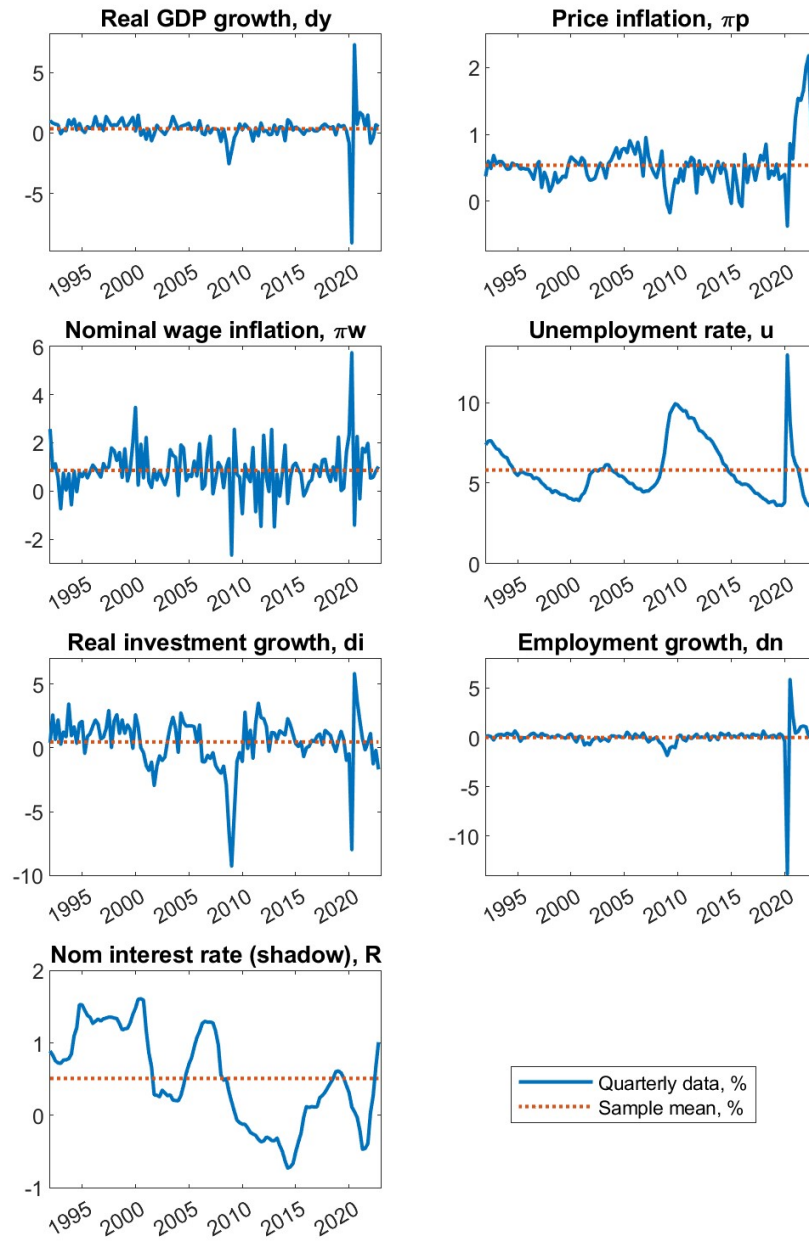 Real GDP growth, dy
5
0
-5
1995 2000 2005 2010 2015 2020
Price inflation, πp
2
1
0
1995 2000 2005 2010 2015 2020
Nominal wage inflation, πw
6
4
2
0
-2
1995 2000 2005 2010 2015 2020
Unemployment rate, u
10
5
0
1995 2000 2005 2010 2015 2020
Real investment growth, di
5
0
-5
-10
1995 2000 2005 2010 2015 2020
Employment growth, dn
5
0
-5
-10
1995 2000 2005 2010 2015 2020
Nom interest rate (shadow), R
2
1
0
-1
1995 2000 2005 2010 2015 2020
Quarterly data, %
Sample mean, %